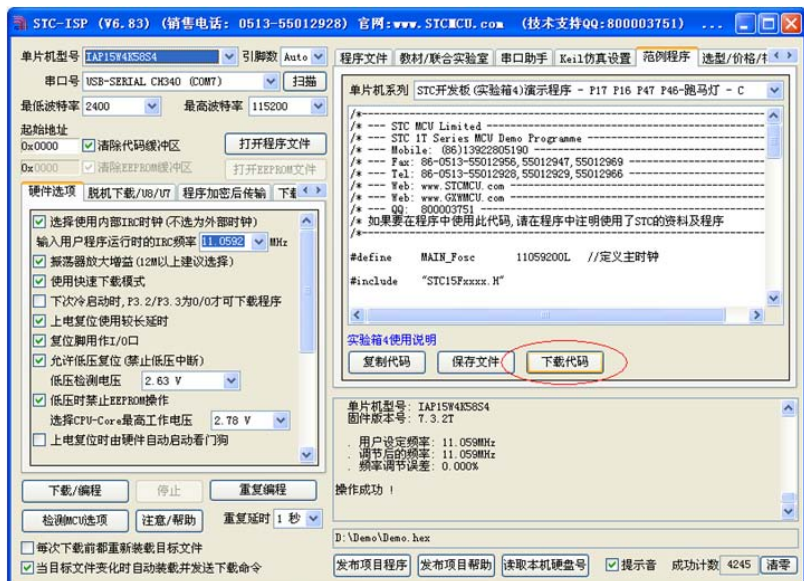 STC-ISP (V6.83) (销售电话: 0513-55012928) 官网:www.STCMCU.com (技术支持QQ:800003751) ...
单片机型号 IAP15W4K58S4 引脚数 Auto
串口号 USB-SERIAL CH340 (COM7) 扫描
最低波特率 2400 最高波特率 115200
起始地址
0x0000 清除代码缓冲区 打开程序文件
0x0000 清除EEPROM缓冲区 打开EEPROM文件
硬件选项 脱机下载/U8/U7 程序加密后传输
选择使用内部IRC时钟(不选为外部时钟)
输入用户程序运行时的IRC频率 11.0592 MHz
振荡器放大增益(12M以上建议选择)
使用快速下载模式
下次冷启动时,P3.2/P3.3为0/0才可下载程序
上电复位使用较长延时
复位脚用作I/O口
允许低压复位(禁止低压中断)
低压检测电压 2.63 V
低压时禁止EEPROM操作
选择CPU-Core最高工作电压 2.78 V
上电复位时由硬件自动启动看门狗
下载/编程 停止 重复编程
检测MCU选项 注意/帮助 重复延时 1 秒
每次下载前都重新装载目标文件
当目标文件变化时自动装载并发送下载命令
程序文件 教材/联合实验室 串口助手 Keil仿真设置 范例程序 选型/价格/
单片机系列 STC开发板(实验箱4)演示程序 - P17 P16 P47 P46-跑马灯 - C
/*---------------------------------------------
/* --- STC MCU Limited ------------------------
/* --- STC 1T Series MCU Demo Programme -------
/* --- Mobile: (86)13922805190 ----------------
/* --- Fax: 86-0513-55012956,55012947,55012969
/* --- Tel: 86-0513-55012928,55012929,55012966
/* --- Web: www.STCMCU.com --------------------
/* --- Web: www.GXWMCU.com --------------------
/* --- QQ: 800003751 --------------------------
/* 如果要在程序中使用此代码,请在程序中注明使用了STC的资料及程序
/*---------------------------------------------
#define MAIN_Fosc 11059200L //定义主时钟
#include "STC15Fxxxx.H"
实验箱4使用说明
复制代码 保存文件 下载代码
单片机型号: IAP15W4K58S4
固件版本号: 7.3.2T
. 用户设定频率: 11.059MHz
. 调节后的频率: 11.059MHz
. 频率调节误差: 0.000%
操作成功 !
D:\Demo\Demo.hex
发布项目程序 发布项目帮助 读取本机硬盘号 提示音 成功计数 4245 清零